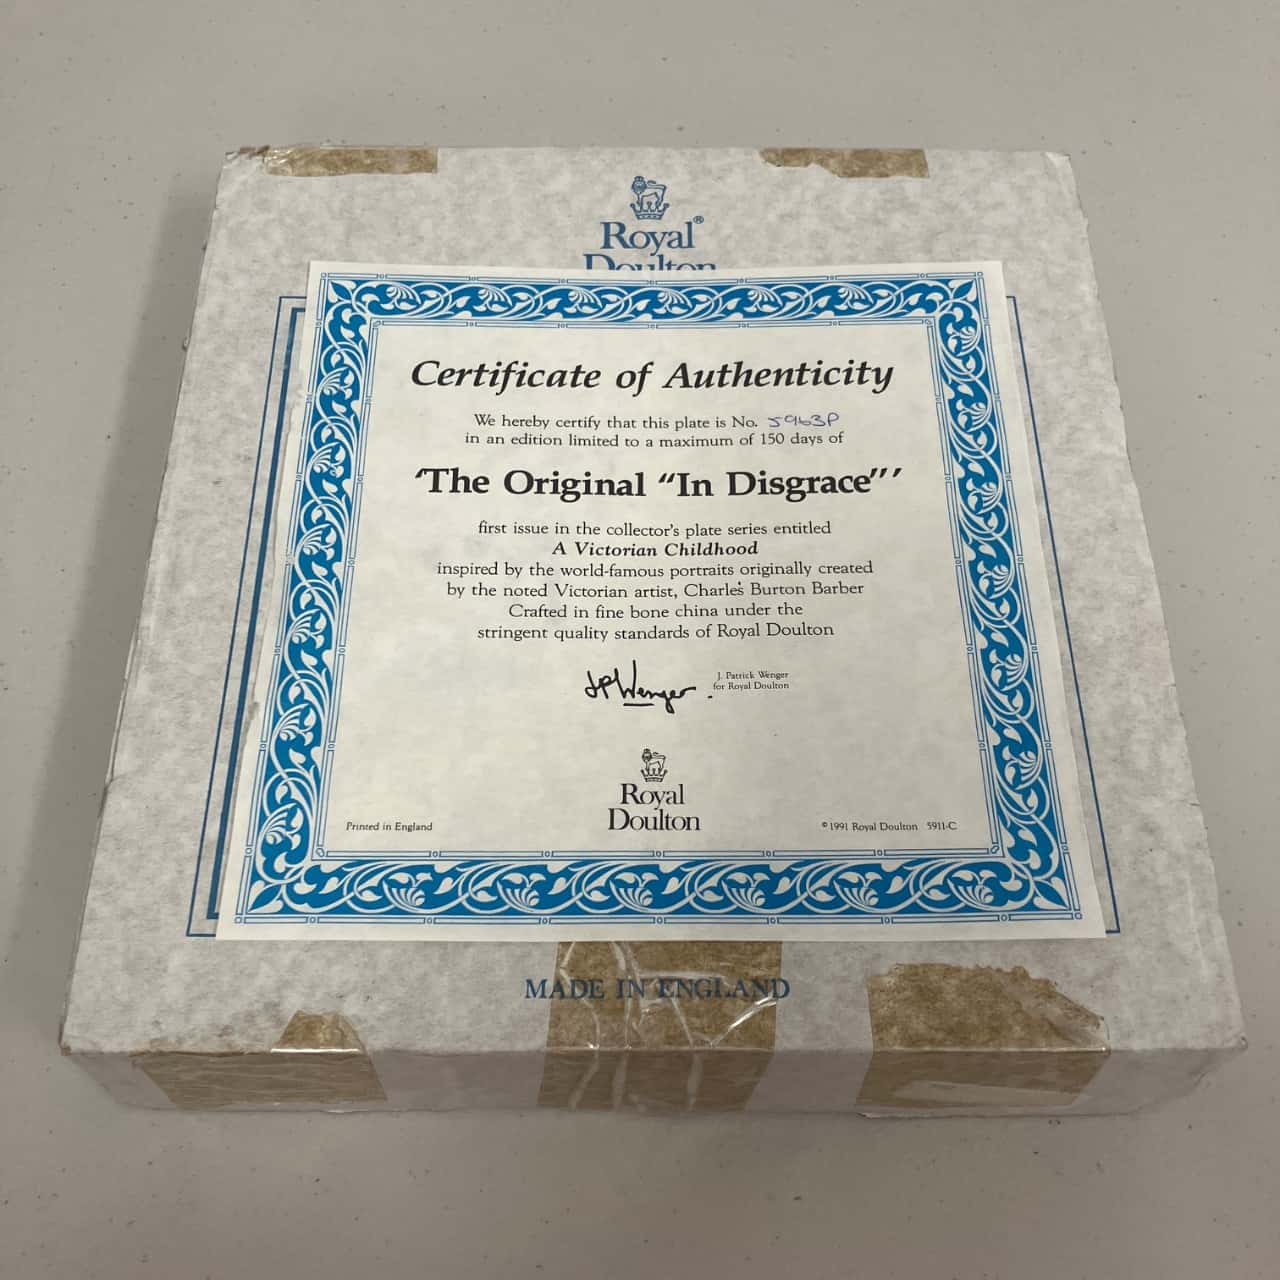 Royal®
Doulton
Certificate of Authenticity
We hereby certify that this plate is No. 5963P
in an edition limited to a maximum of 150 days of
'The Original "In Disgrace"'
first issue in the collector's plate series entitled
A Victorian Childhood
inspired by the world-famous portraits originally created
by the noted Victorian artist, Charles Burton Barber
Crafted in fine bone china under the
stringent quality standards of Royal Doulton
JPWenger
J. Patrick Wenger
for Royal Doulton
Royal
Doulton
Printed in England
© 1991 Royal Doulton 5911-C
MADE IN ENGLAND